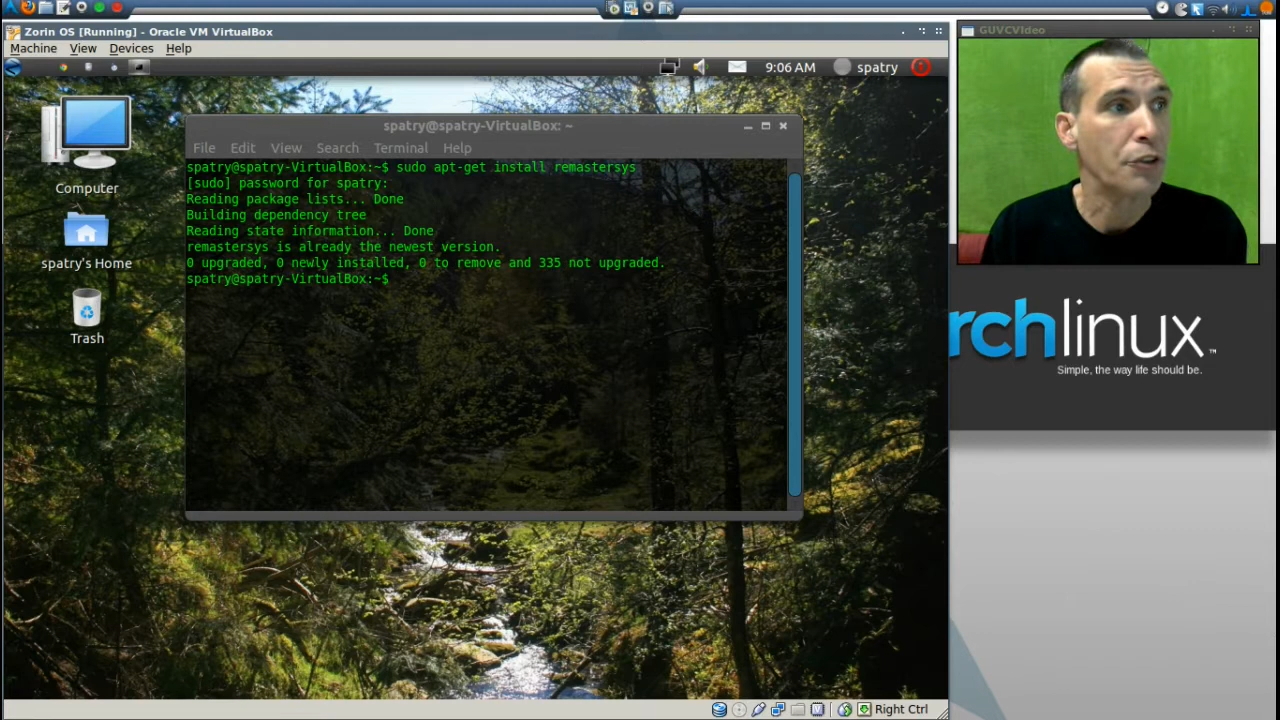 Zorin OS [Running] - Oracle VM VirtualBox
GUVCVideo
Machine View Devices Help
9:06 AM spatry
spatry@spatry-VirtualBox: ~
File Edit View Search Terminal Help
spatry@spatry-VirtualBox:~$ sudo apt-get install remastersys
[sudo] password for spatry:
Reading package lists... Done
Building dependency tree
Reading state information... Done
remastersys is already the newest version.
0 upgraded, 0 newly installed, 0 to remove and 335 not upgraded.
spatry@spatry-VirtualBox:~$
Computer
spatry's Home
Trash
rchlinux™
Simple, the way life should be.
Right Ctrl